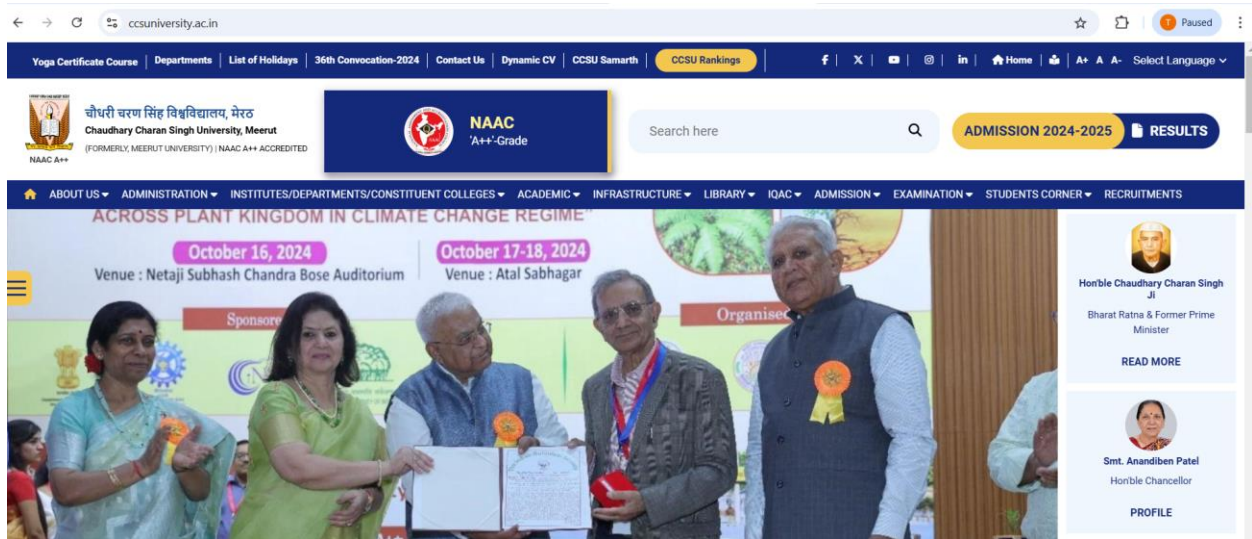 ccsuniversity.ac.in
T Paused
Yoga Certificate Course | Departments | List of Holidays | 36th Convocation-2024 | Contact Us | Dynamic CV | CCSU Samarth | CCSU Rankings | f | X | in | Home | A+ A A- Select Language
चौधरी चरण सिंह विश्वविद्यालय, मेरठ
Chaudhary Charan Singh University, Meerut
(FORMERLY, MEERUT UNIVERSITY) | NAAC A++ ACCREDITED
NAAC A++
NAAC
'A++'-Grade
Search here
ADMISSION 2024-2025
RESULTS
ABOUT US ADMINISTRATION INSTITUTES/DEPARTMENTS/CONSTITUENT COLLEGES ACADEMIC INFRASTRUCTURE LIBRARY IQAC ADMISSION EXAMINATION STUDENTS CORNER RECRUITMENTS
ACROSS PLANT KINGDOM IN CLIMATE CHANGE REGIME"
October 16, 2024
Venue : Netaji Subhash Chandra Bose Auditorium
October 17-18, 2024
Venue : Atal Sabhagar
Sponsore
Organise
Hon'ble Chaudhary Charan Singh
Ji
Bharat Ratna & Former Prime
Minister
READ MORE
Smt. Anandiben Patel
Hon'ble Chancellor
PROFILE